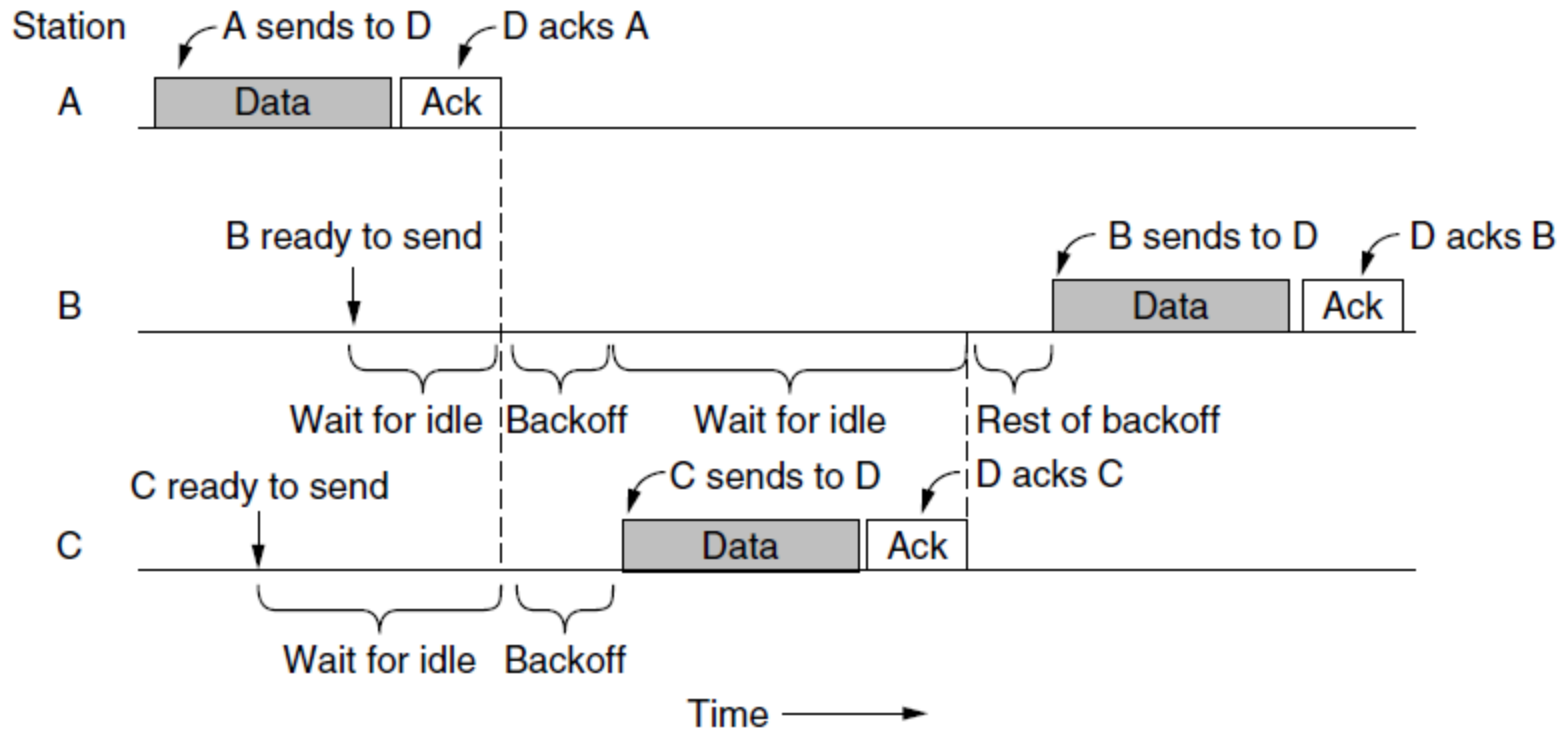 Station
A sends to D
D acks A
A
Data
Ack
B ready to send
B sends to D
D acks B
B
Data
Ack
Wait for idle
Backoff
Wait for idle
Rest of backoff
C ready to send
C sends to D
D acks C
C
Data
Ack
Wait for idle
Backoff
Time